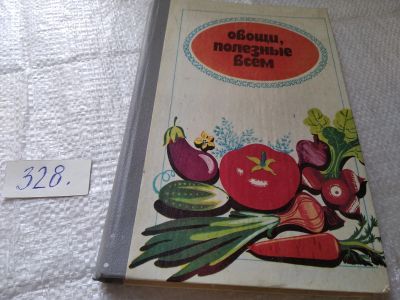 овощи,
полезные
всем
328.